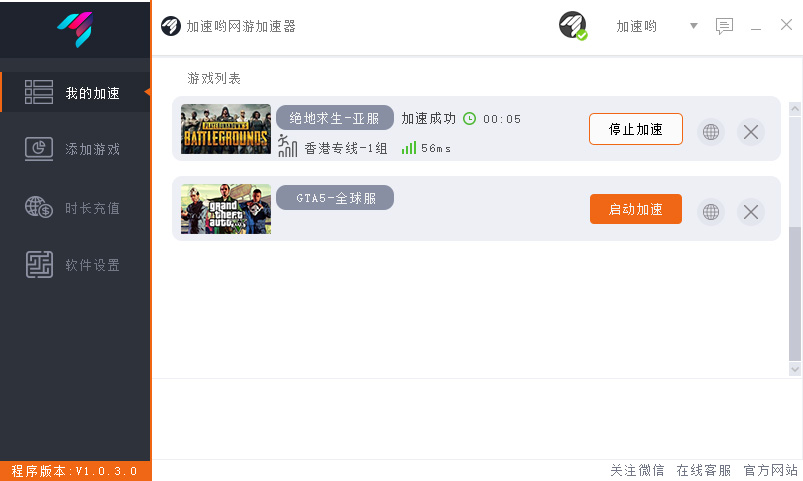 加速哟网游加速器
加速哟
我的加速
添加游戏
时长充值
软件设置
程序版本:V1.0.3.0
游戏列表
PLAYERUNKNOWN'S
BATTLEGROUNDS
绝地求生-亚服
加速成功
00:05
停止加速
香港专线-1组
56ms
grand
theft
auto
GTA5-全球服
启动加速
关注微信 在线客服 官方网站